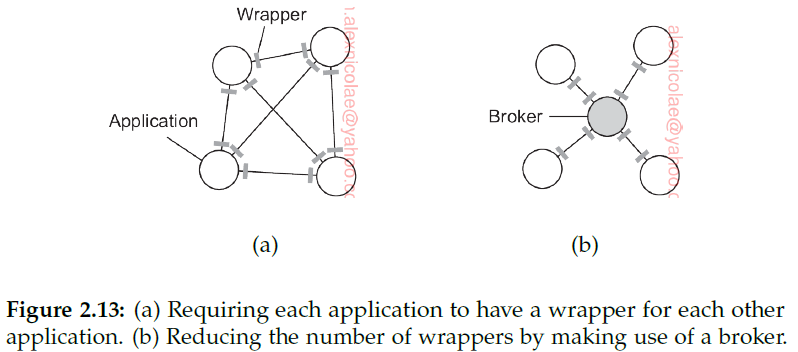 Wrapper
Application
Broker
.alexnicolae@yahoo.co
alexnicolae@yahoo.c
(a)
(b)
Figure 2.13: (a) Requiring each application to have a wrapper for each other
application. (b) Reducing the number of wrappers by making use of a broker.